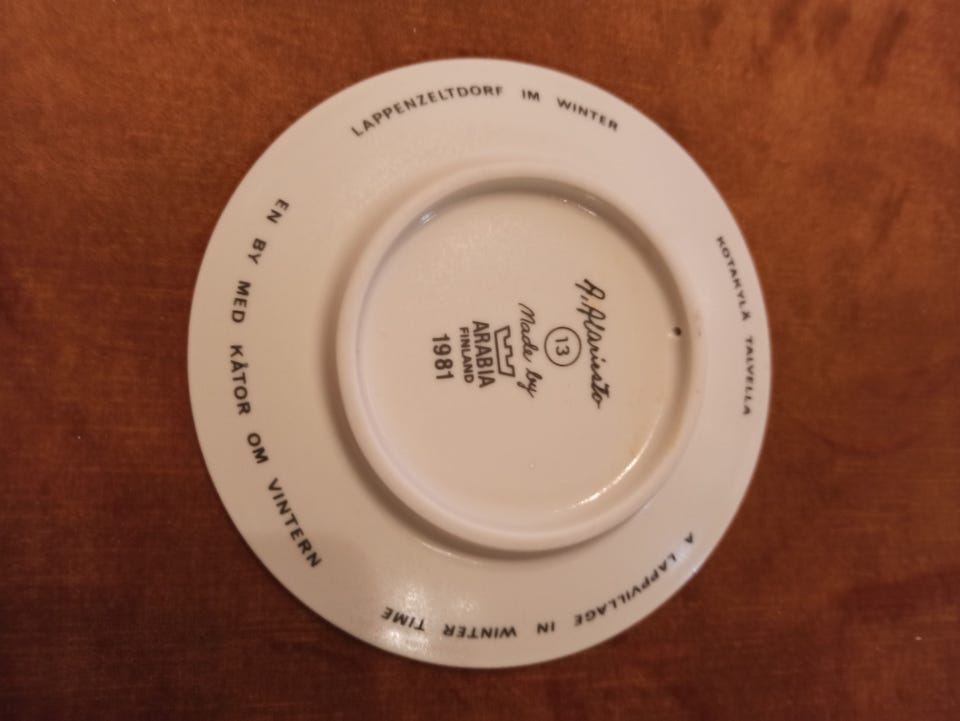 KOTAKYLÄ TALVELLA
A LAPPVILLAGE IN WINTER TIME
EN BY MED KÅTOR OM VINTERN
LAPPENZELTDORF IM WINTER
A. Alariesto
13
Made by
ARABIA
FINLAND
1981